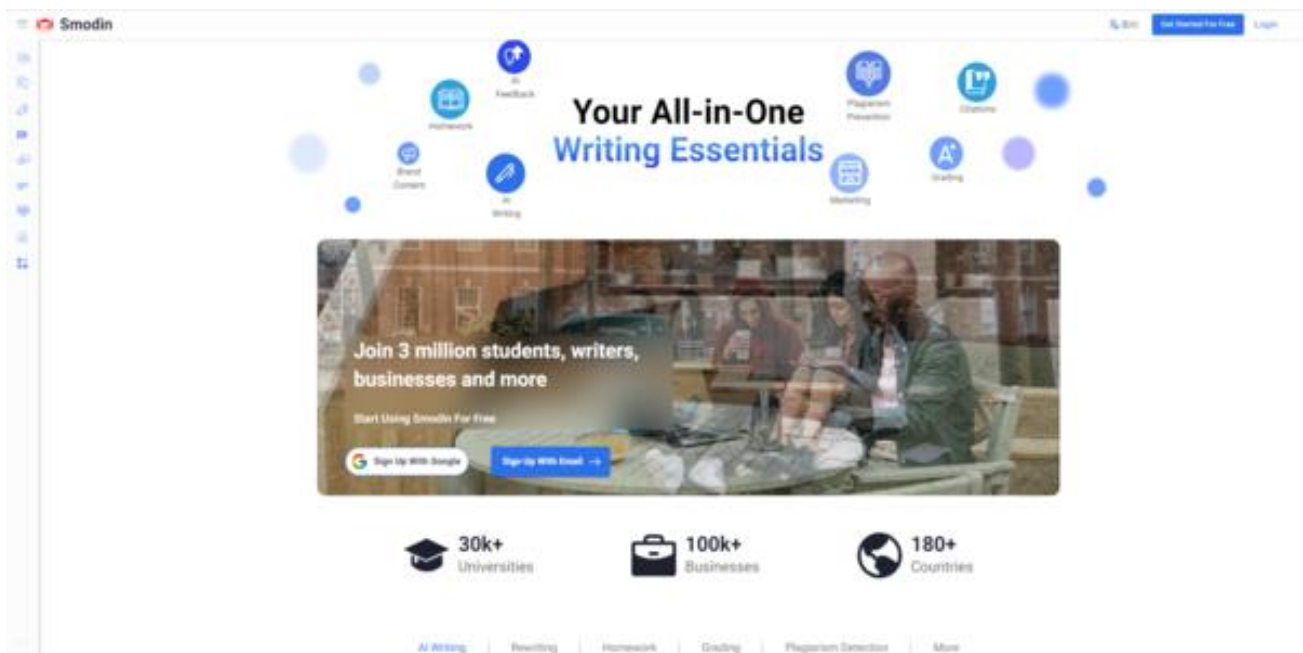 Smodin
Get Started For Free
Login
AI
Feedback
Homework
Your All-in-One
Writing Essentials
Plagiarism
Prevention
Citations
Brand
Content
AI
Writing
Marketing
Grading
Join 3 million students, writers,
businesses and more
Start Using Smodin For Free
Sign Up With Google
Sign Up With Email →
30k+
Universities
100k+
Businesses
180+
Countries
AI Writing | Rewriting | Homework | Grading | Plagiarism Detection | More